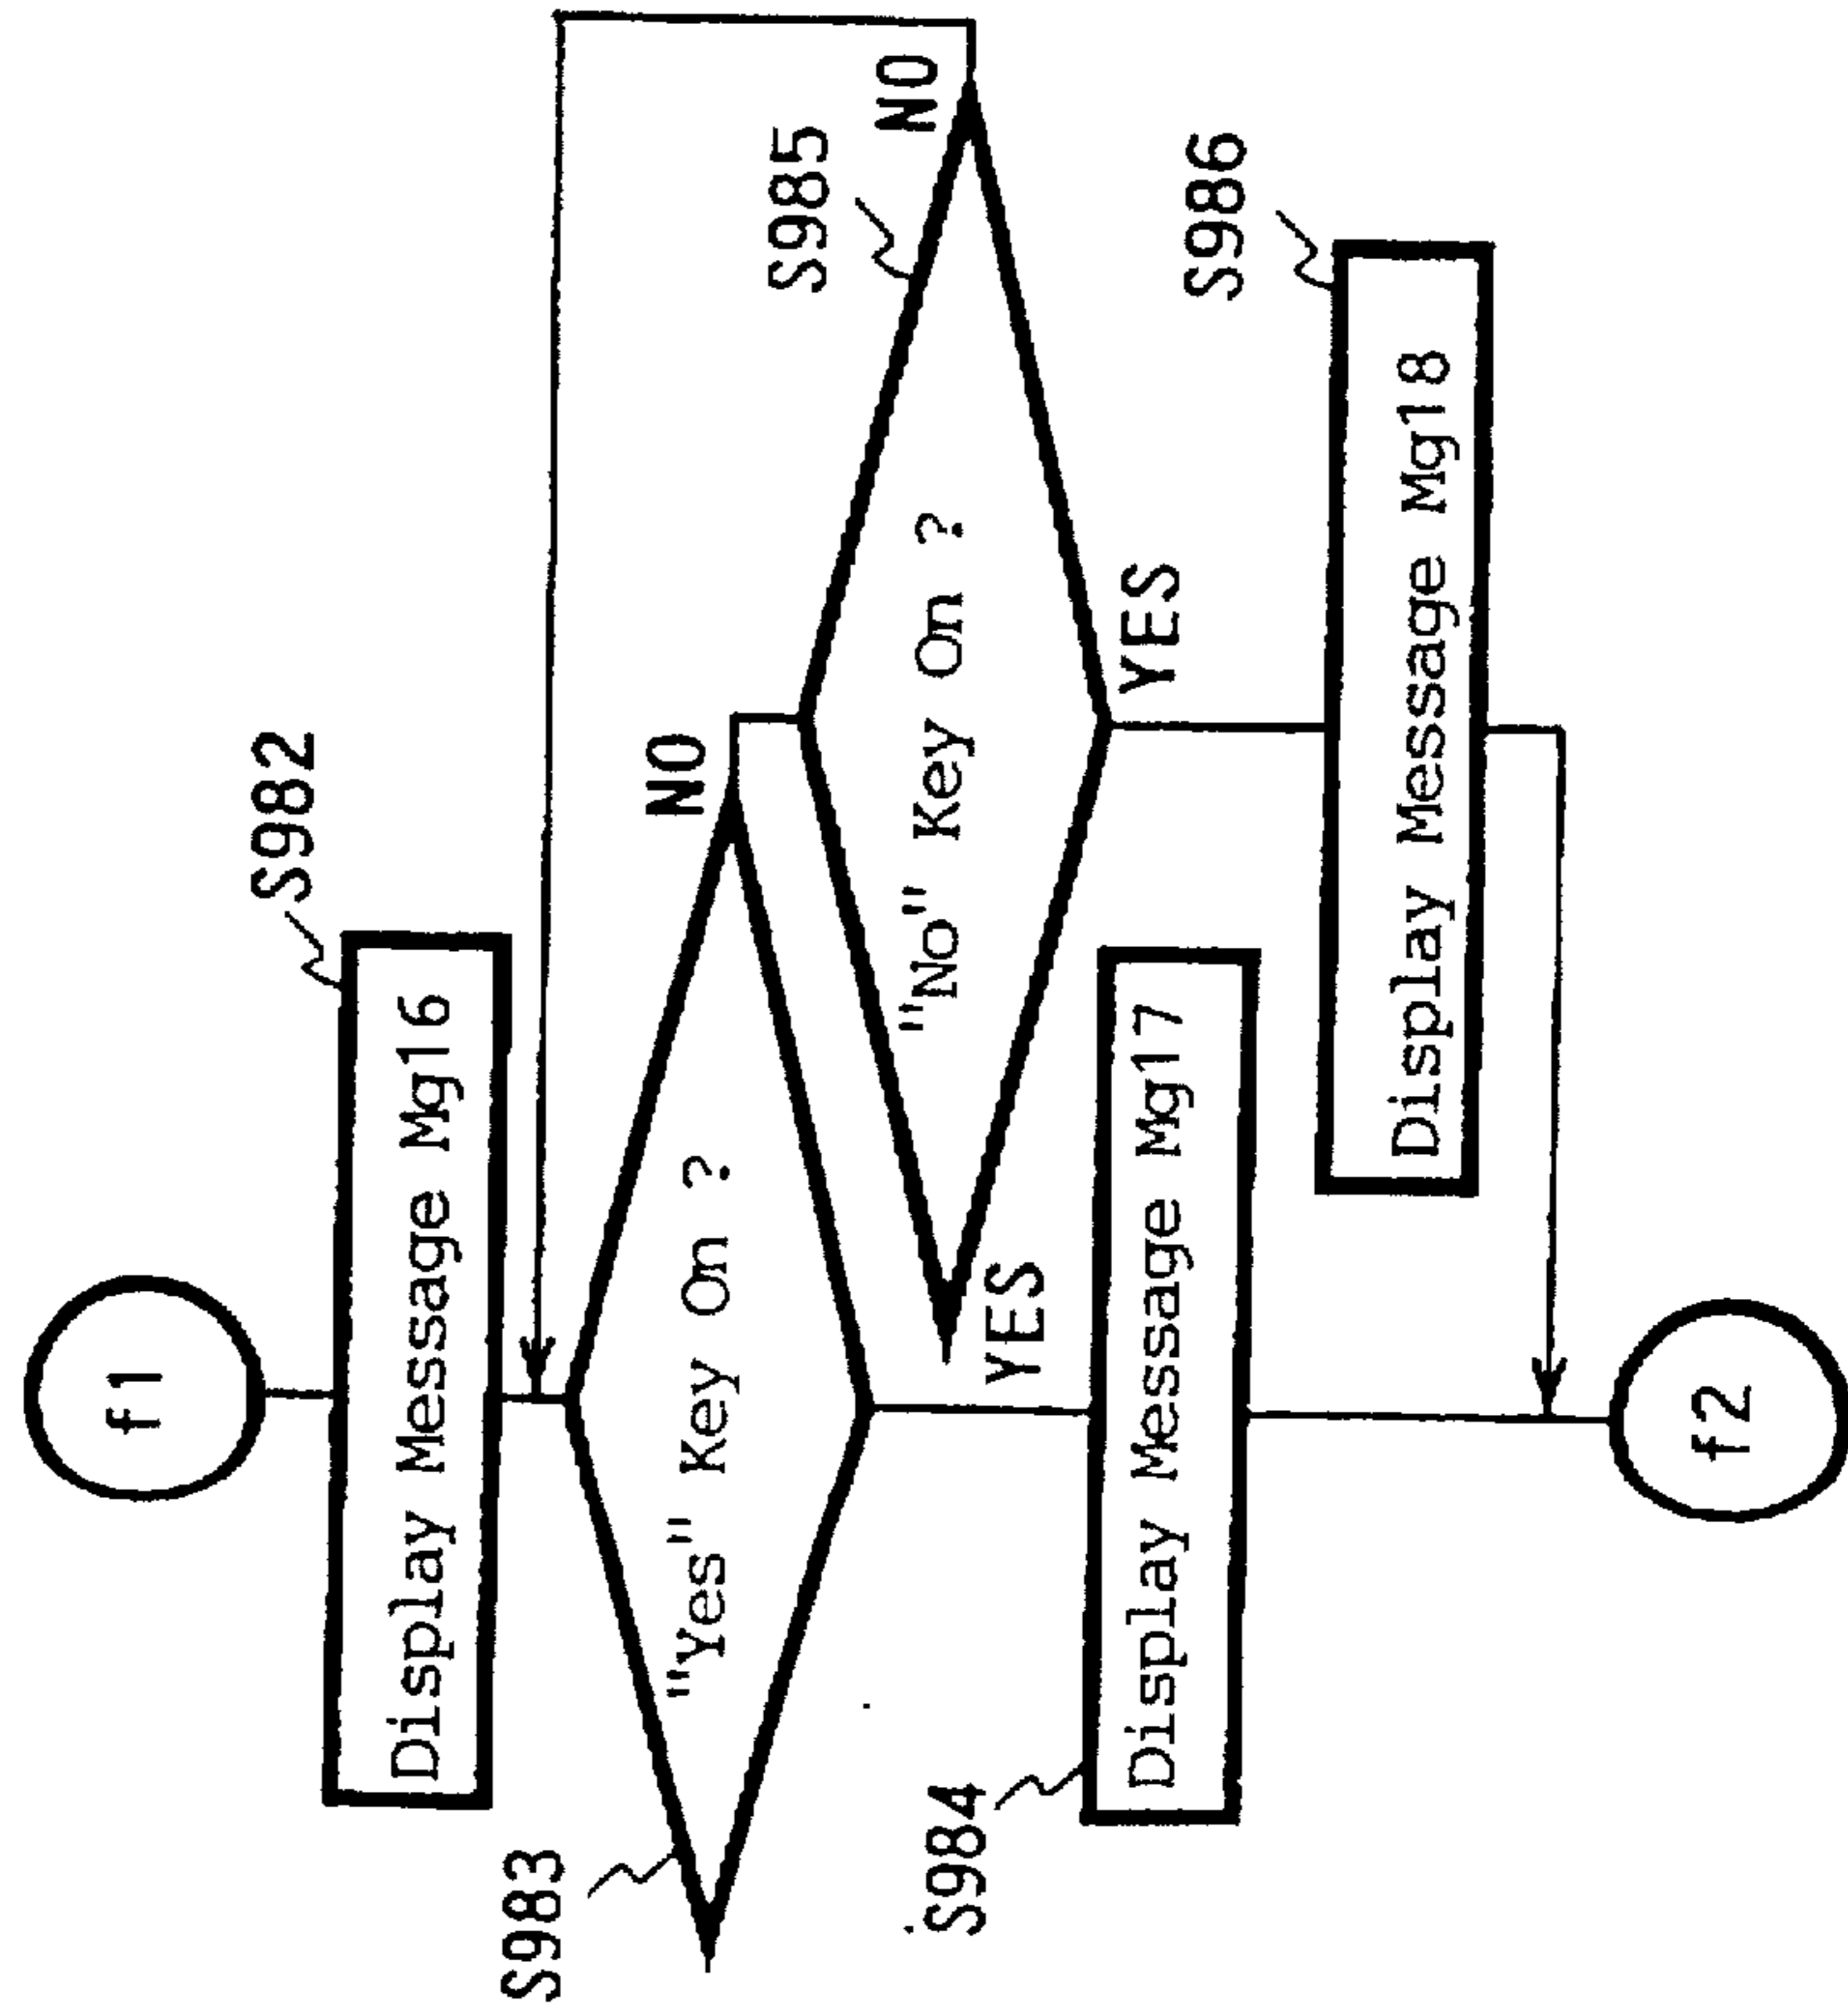 f1
S982
Display Message Mg16
S983
"Yes" Key On ?
NO
S985
"No" Key On ?
NO
YES
S984
Display Message Mg17
YES
S986
Display Message Mg18
f2